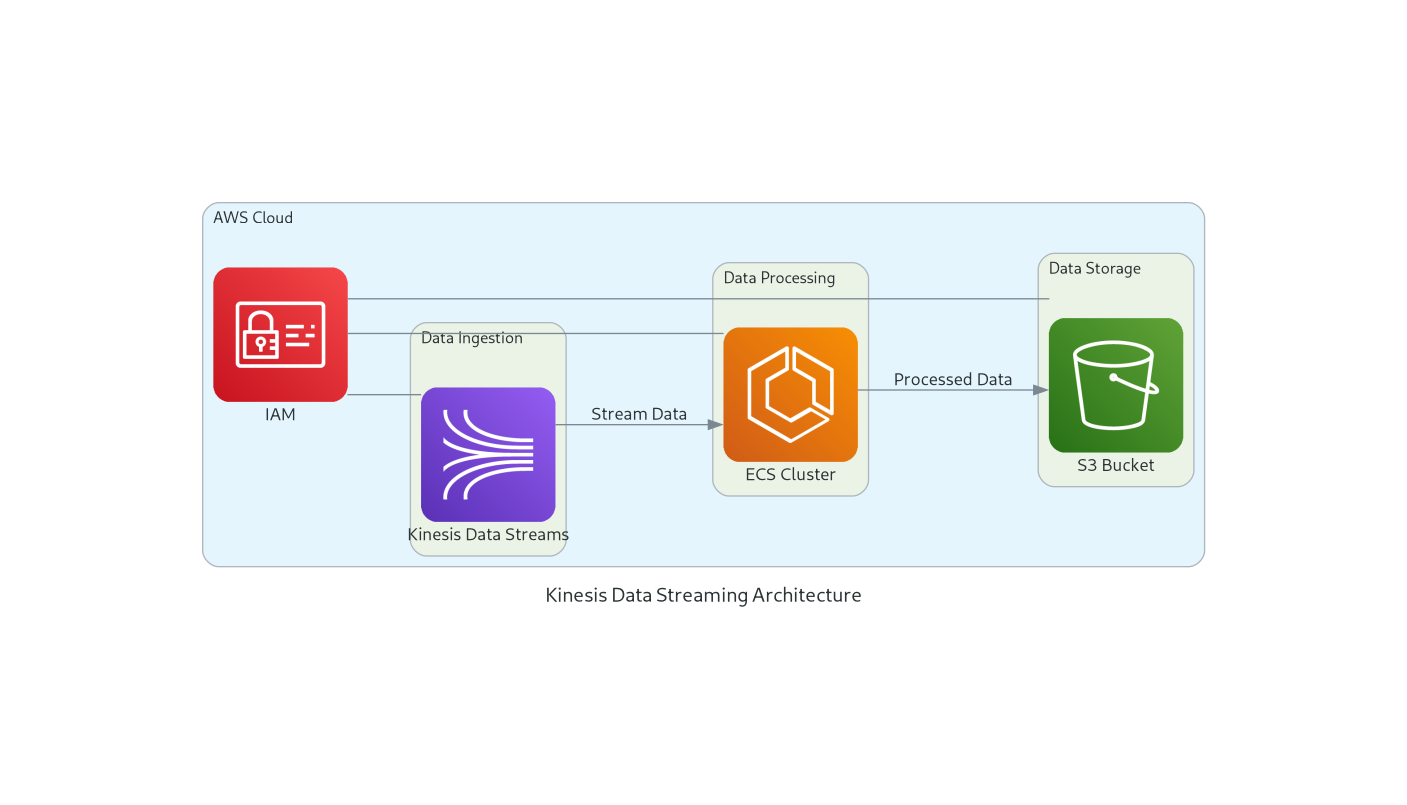 AWS Cloud
Data Processing
Data Storage
Data Ingestion
IAM
Stream Data
Processed Data
Kinesis Data Streams
ECS Cluster
S3 Bucket
Kinesis Data Streaming Architecture